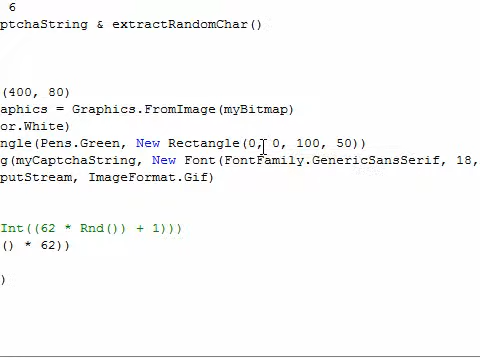 6
ptchaString & extractRandomChar()
(400, 80)
aphics = Graphics.FromImage(myBitmap)
or.White)
ngle(Pens.Green, New Rectangle(0, 0, 100, 50))
g(myCaptchaString, New Font(FontFamily.GenericSansSerif, 18,
putStream, ImageFormat.Gif)
Int((62 * Rnd()) + 1)))
() * 62))
)